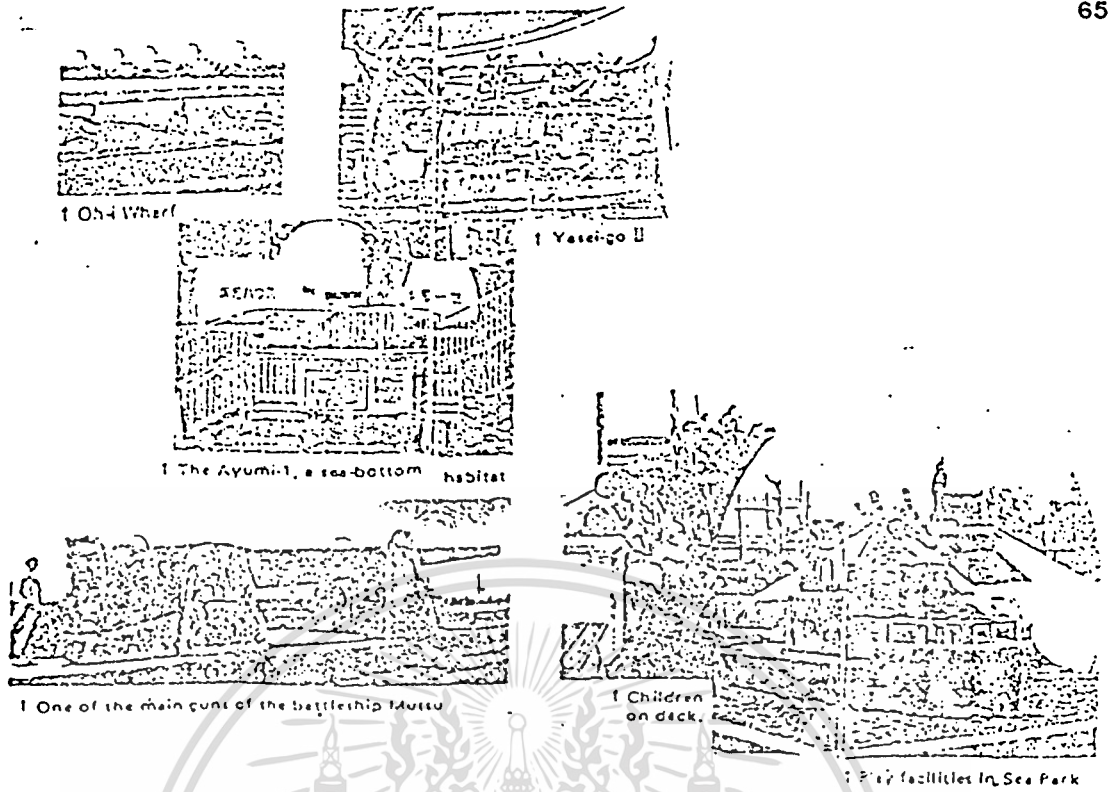 65
↑ Oh-i Wharf
↑ Yasei-go II
↑ The Ayumi-1, a sea-bottom habitat
↑ One of the main guns of the battleship Mutsu
↑ Children
on deck.
↑ Play facilities in Sea Park